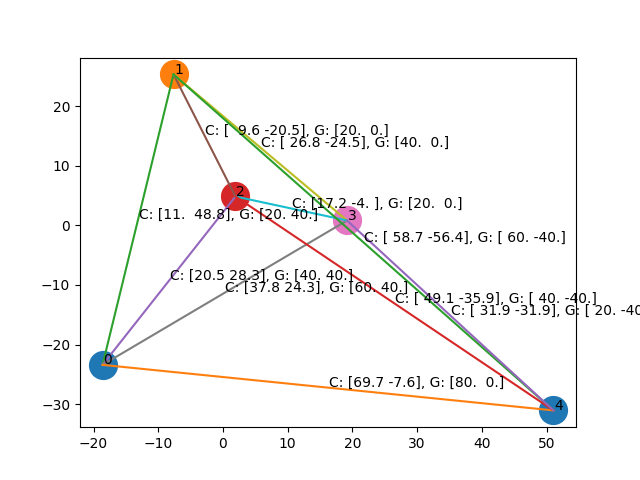 1
C: [  9.6 -20.5], G: [20.  0.]
C: [ 26.8 -24.5], G: [40.  0.]
2
C: [17.2 -4. ], G: [20.  0.]
3
C: [11.  48.8], G: [20. 40.]
C: [ 58.7 -56.4], G: [ 60. -40.]
C: [20.5 28.3], G: [40. 40.]
C: [37.8 24.3], G: [60. 40.]
C: [ 49.1 -35.9], G: [ 40. -40.]
C: [ 31.9 -31.9], G: [ 20. -40
0
C: [69.7 -7.6], G: [80.  0.]
4
20
10
0
−10
−20
−30
−20 −10 0 10 20 30 40 50